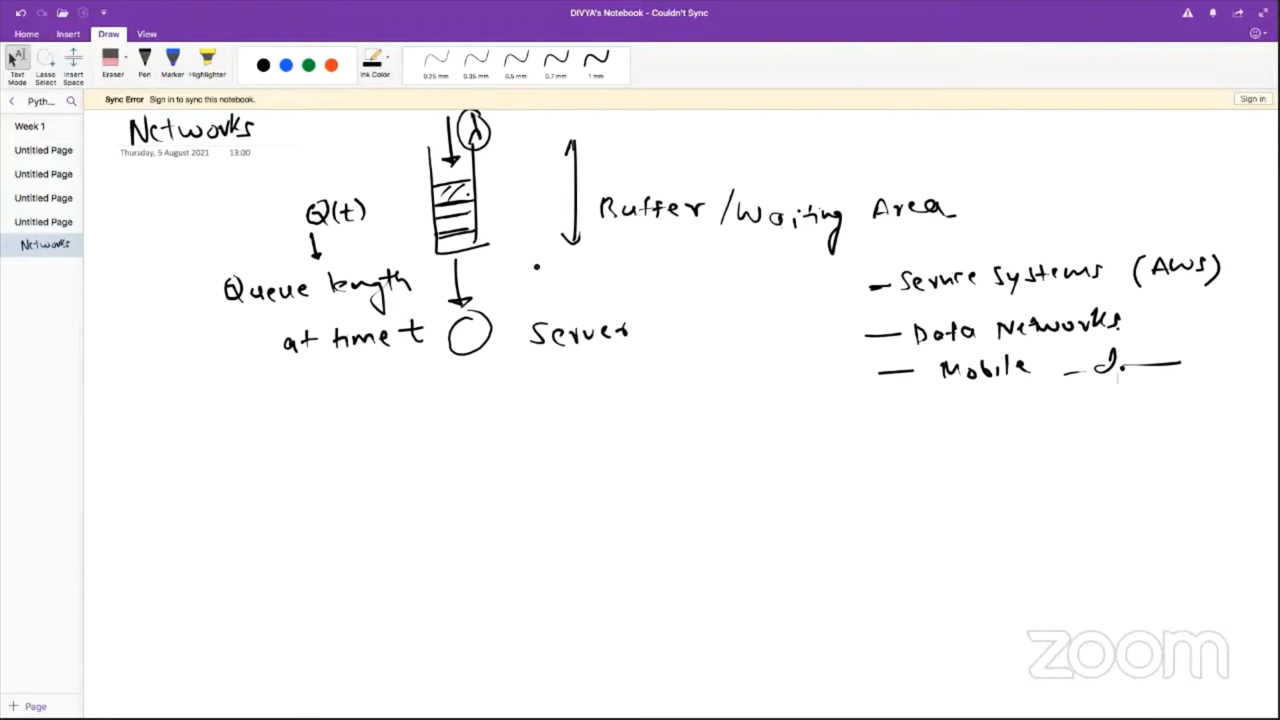 DIVYA's Notebook - Couldn't Sync
Home Insert Draw View
Text Mode
Lasso Select
Insert Space
Eraser
Pen
Marker
Highlighter
Ink Color
0.25 mm 0.35 mm 0.5 mm 0.7 mm 1 mm
Pyth...
Sync Error Sign in to sync this notebook.
Sign in
Week 1
Untitled Page
Untitled Page
Untitled Page
Untitled Page
Networks
Networks
Thursday, 5 August 2021 13:00
λ
Q(t)
Buffer/Waiting Area
Queue length
at time t
Server
- Service Systems (AWS)
- Data Networks
- Mobile
+ Page
zoom